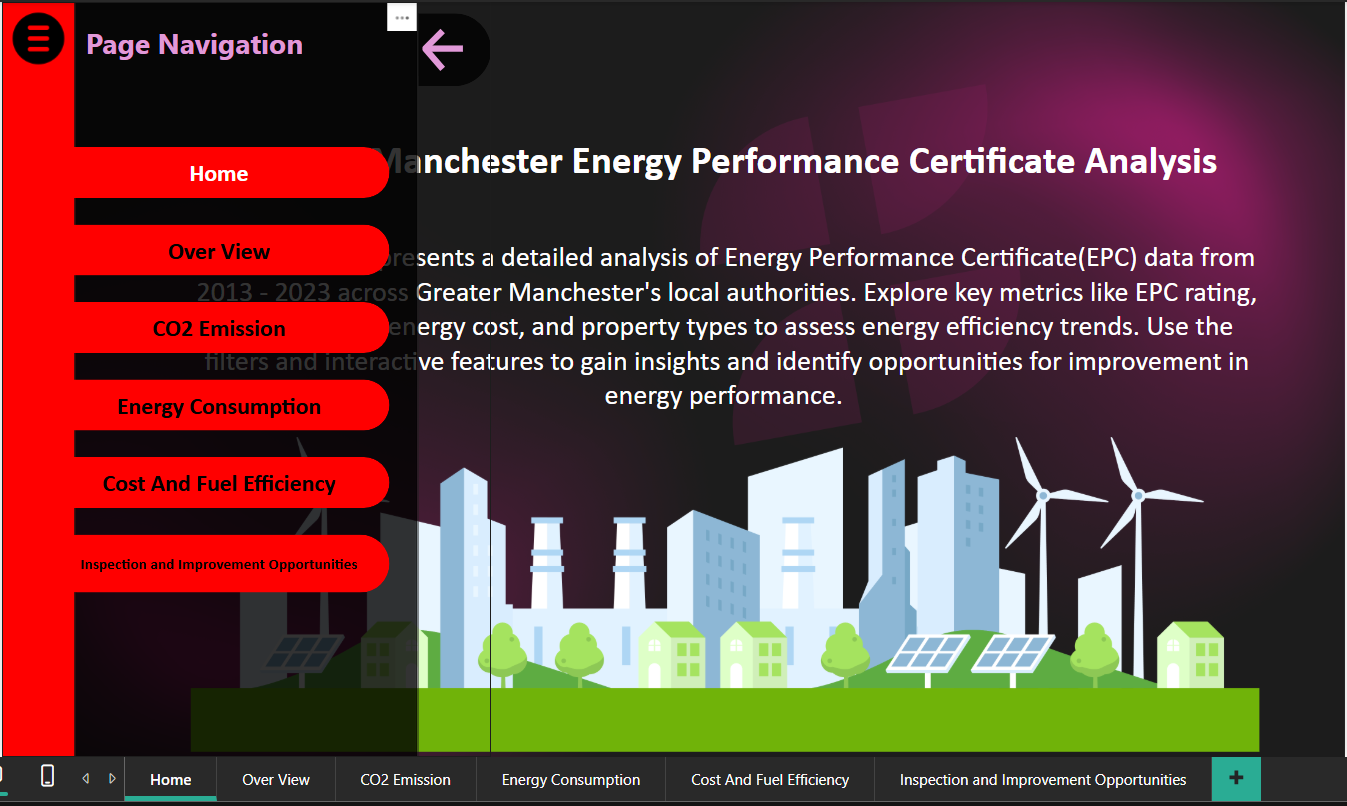 Page Navigation
Manchester Energy Performance Certificate Analysis
Home
Over View
presents a detailed analysis of Energy Performance Certificate(EPC) data from
2013 - 2023 across Greater Manchester's local authorities. Explore key metrics like EPC rating,
CO2 Emission
energy cost, and property types to assess energy efficiency trends. Use the
filters and interactive features to gain insights and identify opportunities for improvement in
energy performance.
Energy Consumption
Cost And Fuel Efficiency
Inspection and Improvement Opportunities
Home
Over View
CO2 Emission
Energy Consumption
Cost And Fuel Efficiency
Inspection and Improvement Opportunities